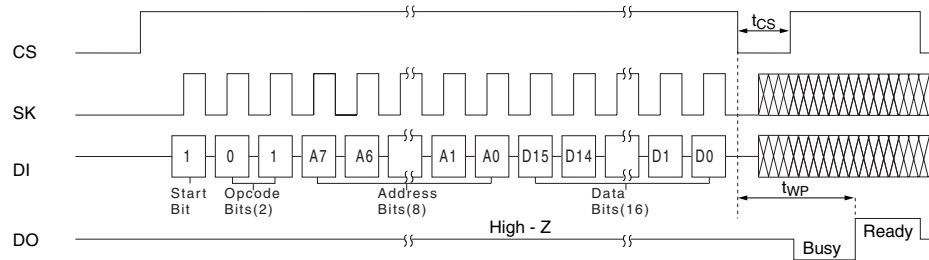 CS
tCS
SK
DI
1 0 1 A7 A6 A1 A0 D15 D14 D1 D0
Start Bit
Opcode Bits(2)
Address Bits(8)
Data Bits(16)
tWP
DO
High - Z
Busy
Ready